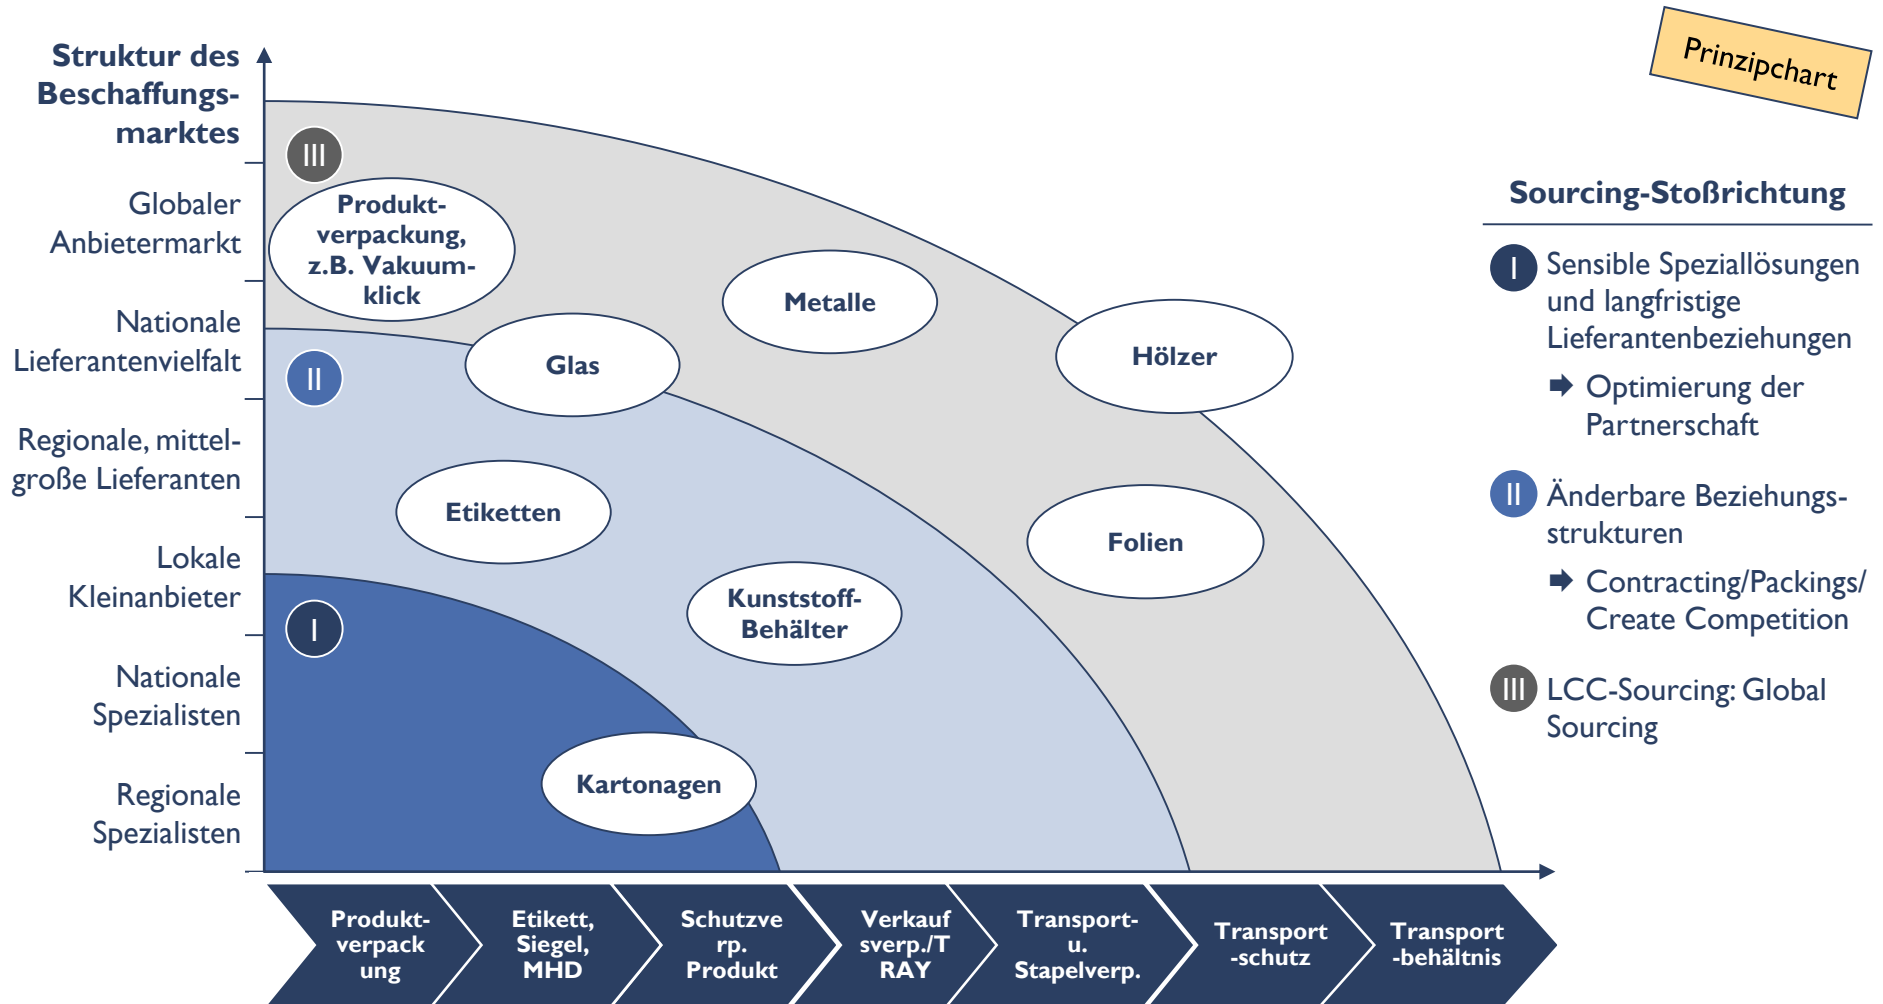 Prinzipchart
Struktur des
Beschaffungs-
marktes
Globaler
Anbietermarkt
Nationale
Lieferantenvielfalt
Regionale, mittel-
große Lieferanten
Lokale
Kleinanbieter
Nationale
Spezialisten
Regionale
Spezialisten
III
Produkt-
verpackung,
z.B. Vakuum-
klick
Metalle
Hölzer
Glas
II
Etiketten
Folien
Kunststoff-
Behälter
I
Kartonagen
Produkt-
verpack
ung
Etikett,
Siegel,
MHD
Schutzve
rp.
Produkt
Verkauf
sverp./T
RAY
Transport-
u.
Stapelverp.
Transport
-schutz
Transport
-behältnis
Sourcing-Stoßrichtung
I Sensible Speziallösungen
und langfristige
Lieferantenbeziehungen
Optimierung der
Partnerschaft
II Änderbare Beziehungs-
strukturen
Contracting/Packings/
Create Competition
III LCC-Sourcing: Global
Sourcing